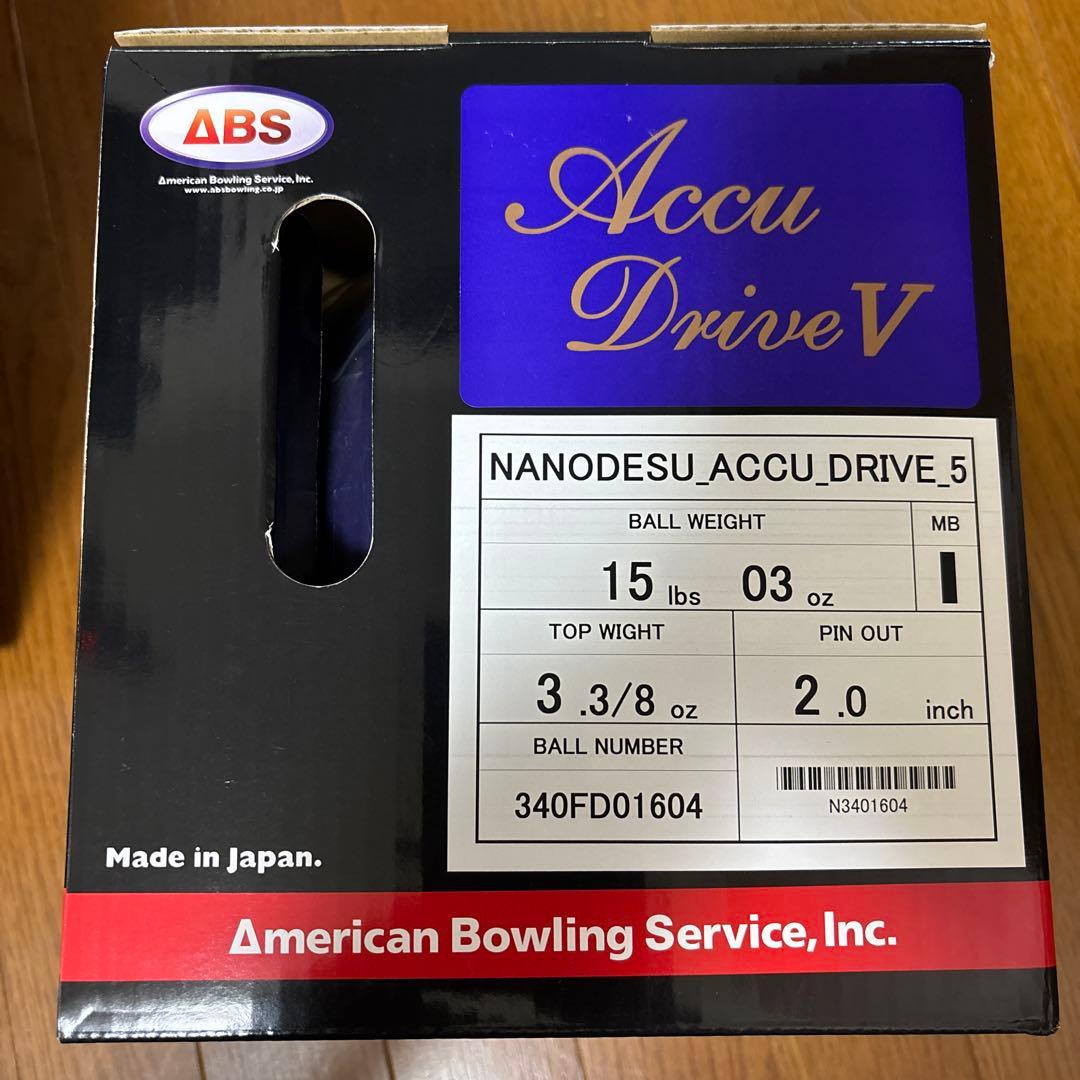 ABS
American Bowling Service, Inc.
www.absbowling.co.jp
Accu
Drive V
NANODESU_ACCU_DRIVE_5
BALL WEIGHT MB
15 lbs 03 oz
TOP WIGHT PIN OUT
3 .3/8 oz 2 .0 inch
BALL NUMBER
340FD01604 N3401604
Made in Japan.
American Bowling Service, Inc.